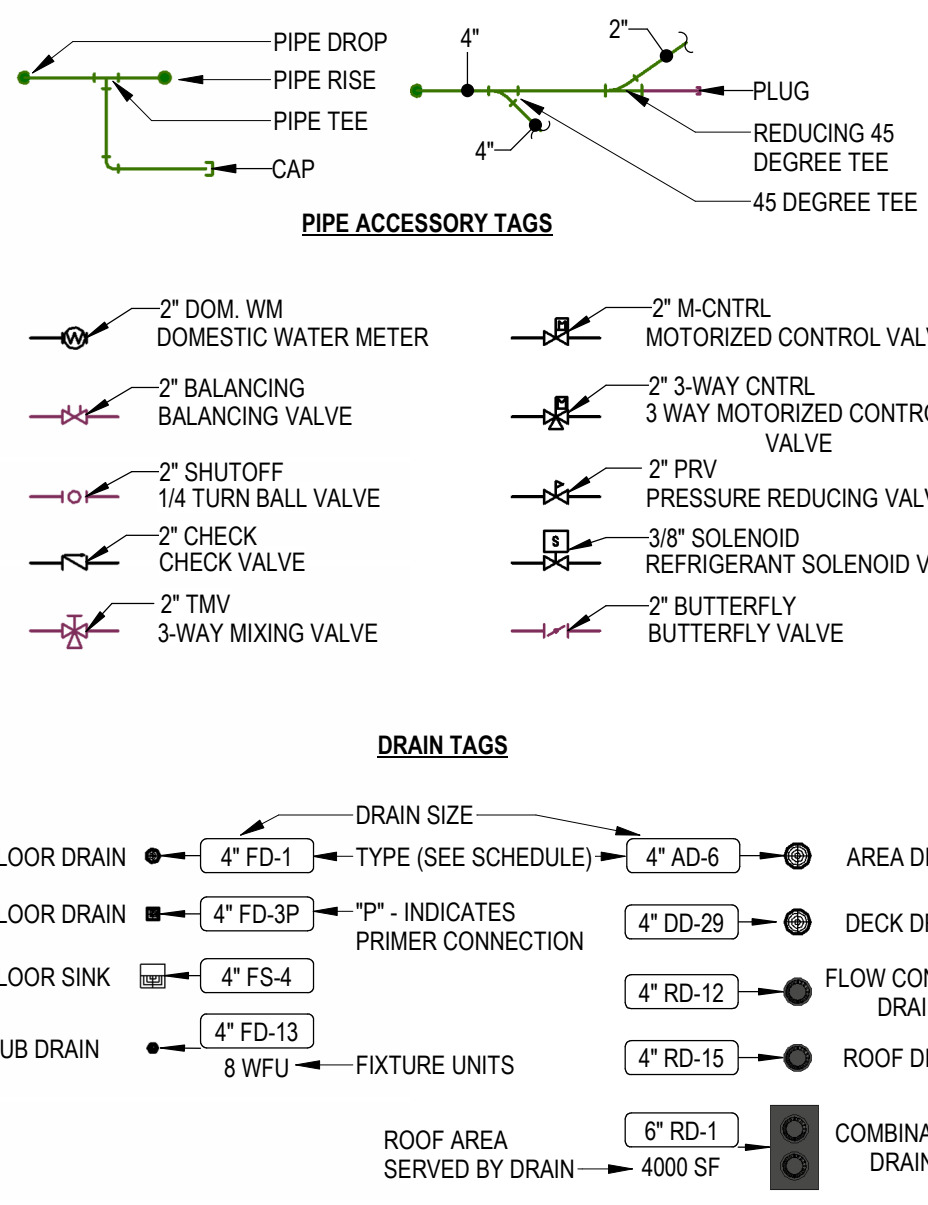 PIPE DROP
PIPE RISE
PIPE TEE
CAP
4"
2"
4"
PLUG
REDUCING 45
DEGREE TEE
45 DEGREE TEE
PIPE ACCESSORY TAGS
2" DOM. WM
DOMESTIC WATER METER
2" BALANCING
BALANCING VALVE
2" SHUTOFF
1/4 TURN BALL VALVE
2" CHECK
CHECK VALVE
2" TMV
3-WAY MIXING VALVE
W
M
2" M-CNTRL
MOTORIZED CONTROL VALV
M
2" 3-WAY CNTRL
3 WAY MOTORIZED CONTRO
VALVE
2" PRV
PRESSURE REDUCING VALV
S
3/8" SOLENOID
REFRIGERANT SOLENOID V
2" BUTTERFLY
BUTTERFLY VALVE
DRAIN TAGS
DRAIN SIZE
LOOR DRAIN
4" FD-1
TYPE (SEE SCHEDULE)
4" AD-6
AREA DR
LOOR DRAIN
4" FD-3P
"P" - INDICATES
PRIMER CONNECTION
4" DD-29
DECK DR
LOOR SINK
4" FS-4
4" RD-12
FLOW CON
DRAI
UB DRAIN
4" FD-13
8 WFU
FIXTURE UNITS
4" RD-15
ROOF DR
ROOF AREA
SERVED BY DRAIN
6" RD-1
4000 SF
COMBINA
DRAIN